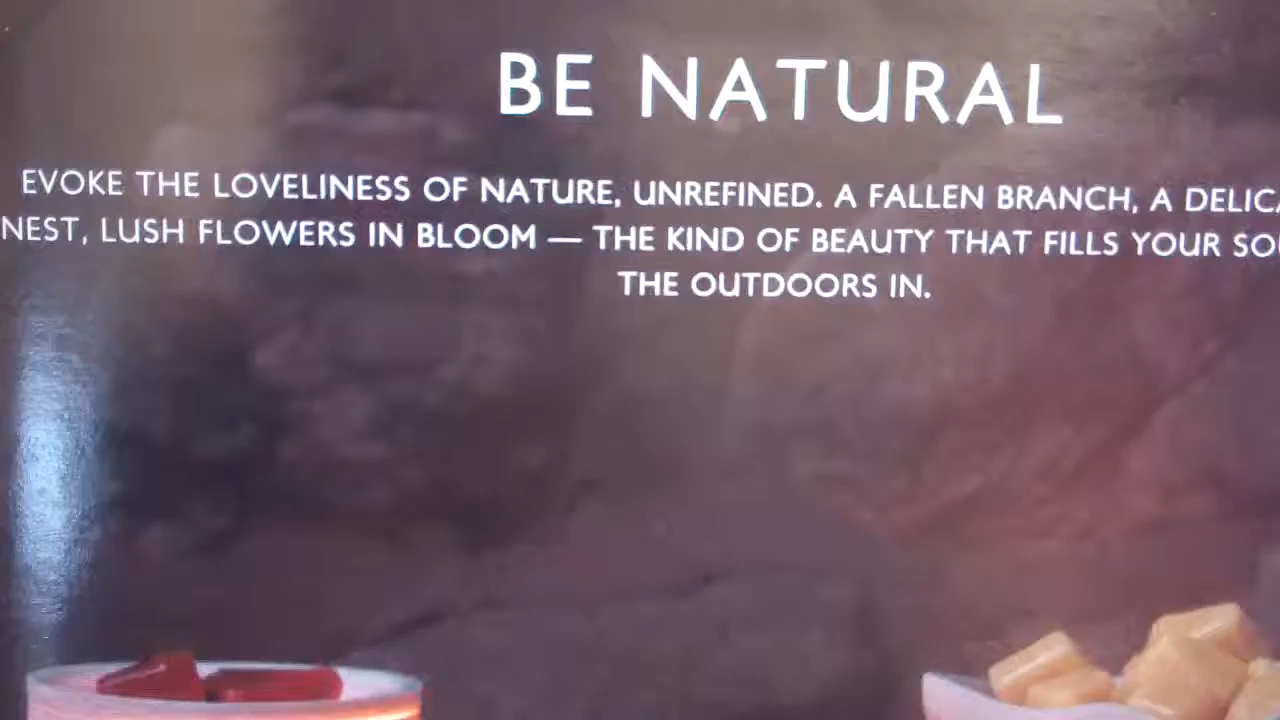 BE NATURAL
EVOKE THE LOVELINESS OF NATURE, UNREFINED. A FALLEN BRANCH, A
NEST, LUSH FLOWERS IN BLOOM — THE KIND OF BEAUTY THAT FILLS YOUR
THE OUTDOORS IN.